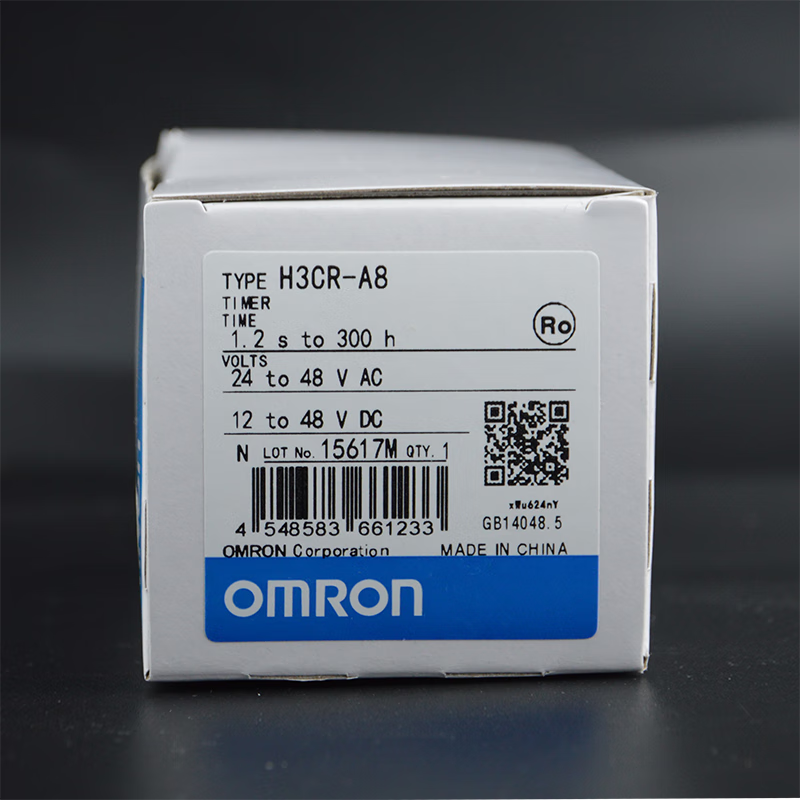 TYPE H3CR-A8
TIMER
TIME
1.2 s to 300 h
Ro
VOLTS
24 to 48 V AC
12 to 48 V DC
N LOT No. 15617M QTY. 1
4 548583 661233
GB14048.5
OMRON Corporation MADE IN CHINA
OMRON